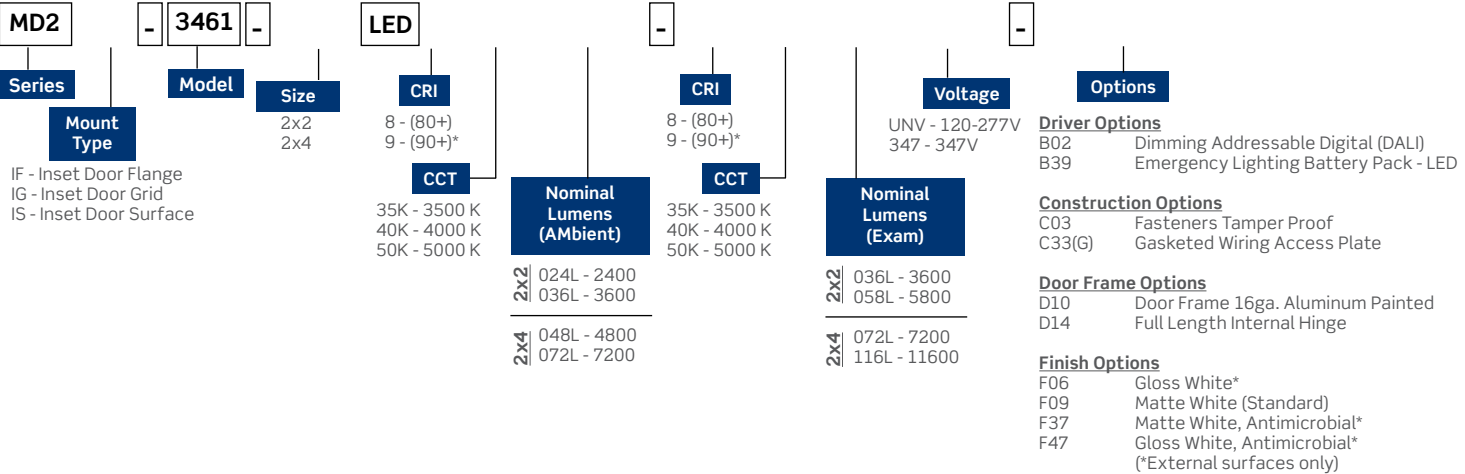 MD2 - 3461 - LED - -
Series
Mount
Type
IF - Inset Door Flange
IG - Inset Door Grid
IS - Inset Door Surface
Model
Size
2x2
2x4
CRI
8 - (80+)
9 - (90+)*
CCT
35K - 3500 K
40K - 4000 K
50K - 5000 K
Nominal
Lumens
(AMbient)
2x2
024L - 2400
036L - 3600
2x4
048L - 4800
072L - 7200
CRI
8 - (80+)
9 - (90+)*
CCT
35K - 3500 K
40K - 4000 K
50K - 5000 K
Nominal
Lumens
(Exam)
2x2
036L - 3600
058L - 5800
2x4
072L - 7200
116L - 11600
Voltage
UNV - 120-277V
347 - 347V
Options
Driver Options
B02 Dimming Addressable Digital (DALI)
B39 Emergency Lighting Battery Pack - LED
Construction Options
C03 Fasteners Tamper Proof
C33(G) Gasketed Wiring Access Plate
Door Frame Options
D10 Door Frame 16ga. Aluminum Painted
D14 Full Length Internal Hinge
Finish Options
F06 Gloss White*
F09 Matte White (Standard)
F37 Matte White, Antimicrobial*
F47 Gloss White, Antimicrobial*
(*External surfaces only)